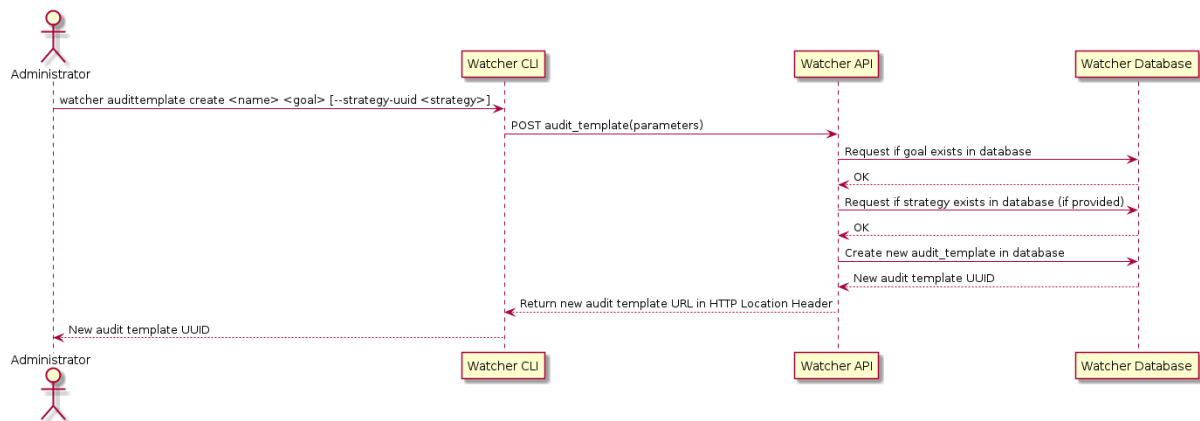 Administrator
Watcher CLI
Watcher API
Watcher Database
watcher audittemplate create <name> <goal> [--strategy-uuid <strategy>]
POST audit_template(parameters)
Request if goal exists in database
OK
Request if strategy exists in database (if provided)
OK
Create new audit_template in database
New audit template UUID
Return new audit template URL in HTTP Location Header
New audit template UUID
Administrator
Watcher CLI
Watcher API
Watcher Database